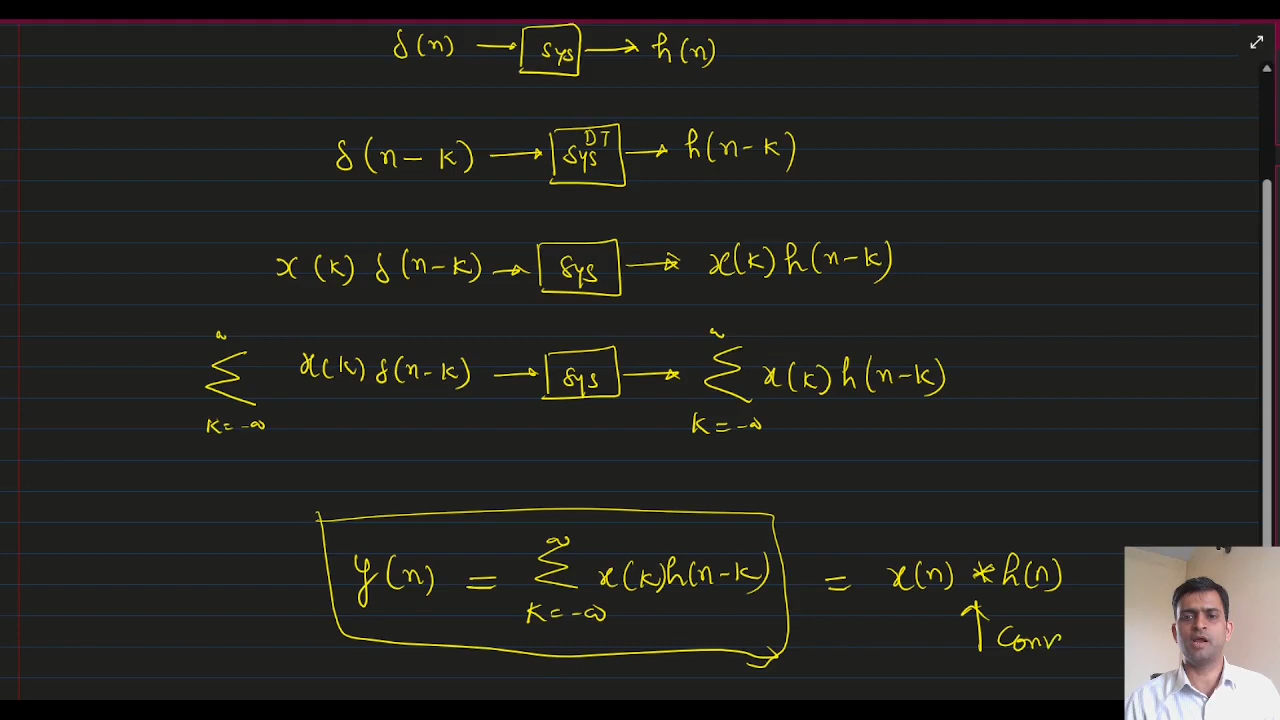 δ(n) → sys → h(n)
δ(n-k) → sys DT → h(n-k)
x(k) δ(n-k) → sys → x(k) h(n-k)
∑ k=-∞ ∞ x(k) δ(n-k) → sys → ∑ k=-∞ ∞ x(k) h(n-k)
y(n) = ∑ k=-∞ ∞ x(k)h(n-k) = x(n) * h(n)
↑ conv